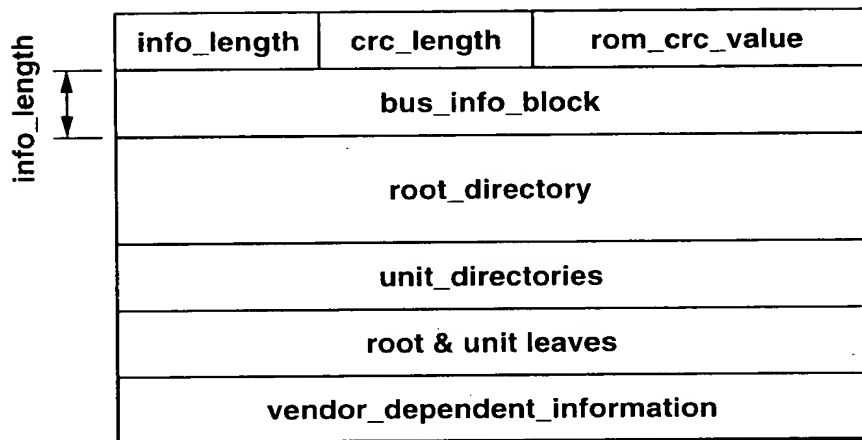 info_length crc_length rom_crc_value
info_length
bus_info_block
root_directory
unit_directories
root & unit leaves
vendor_dependent_information